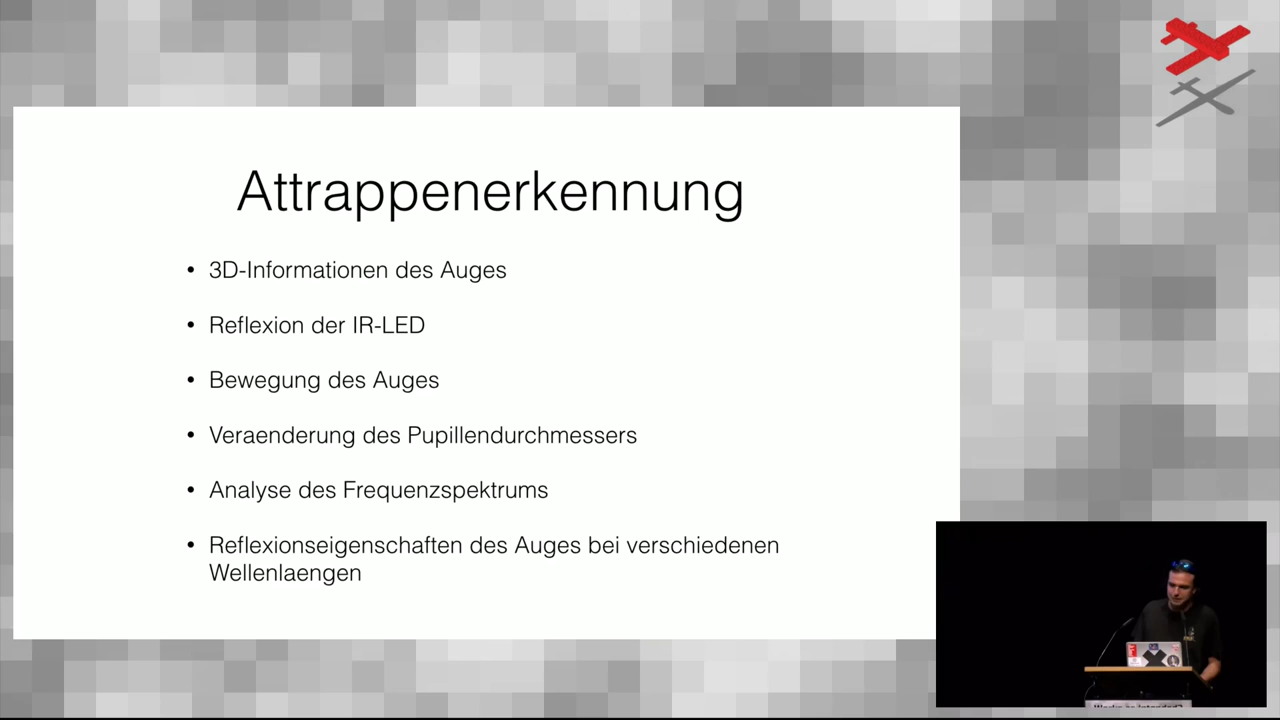 Attrappenerkennung
• 3D-Informationen des Auges
• Reflexion der IR-LED
• Bewegung des Auges
• Veraenderung des Pupillendurchmessers
• Analyse des Frequenzspektrums
• Reflexionseigenschaften des Auges bei verschiedenen
Wellenlaengen